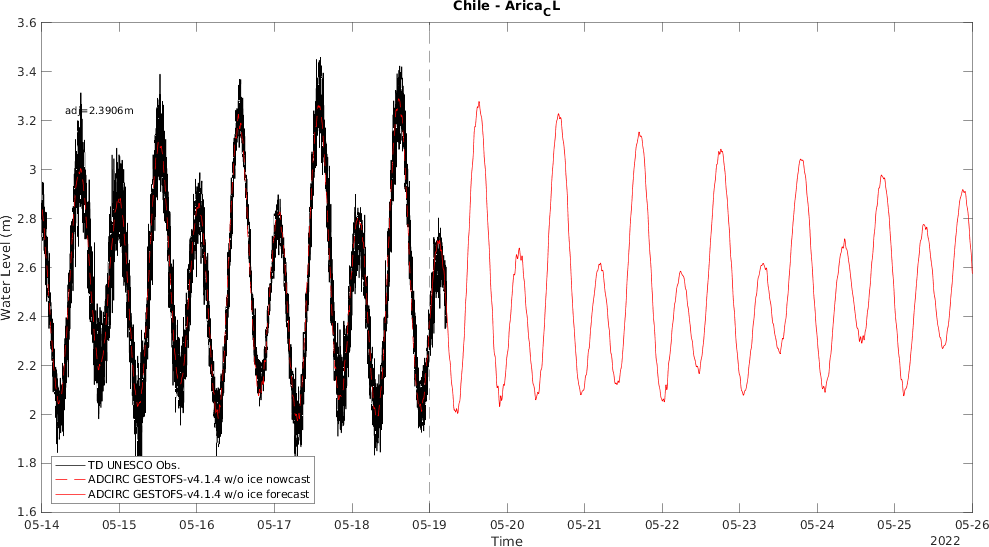 Chile - Arica_CL
3.6
3.4
3.2
3
2.8
2.6
2.4
2.2
2
1.8
1.6
Water Level (m)
adj=2.3906m
TD UNESCO Obs.
ADCIRC GESTOFS-v4.1.4 w/o ice nowcast
ADCIRC GESTOFS-v4.1.4 w/o ice forecast
05-14 05-15 05-16 05-17 05-18 05-19 05-20 05-21 05-22 05-23 05-24 05-25 05-26
Time
2022